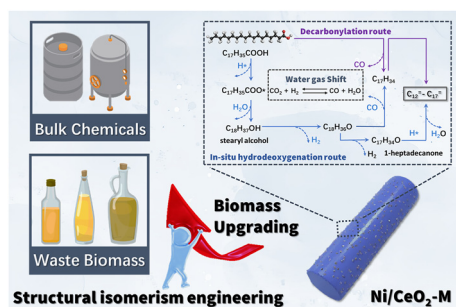 Decarbonylation route
C₁₇H₃₅COOH
H*
CO
C₁₇H₃₄
Water gas Shift
CO₂ + H₂ ⇌ CO + H₂O
C₁₇H₃₅COO*
H₂O
CO
C₁₈H₃₇OH
stearyl alcohol
H₂
C₁₈H₃₆O
H*
H₂O
C₁₇H₃₄O
H₂
1-heptadecanone
In-situ hydrodeoxygenation route
Bulk Chemicals
Waste Biomass
Biomass
Upgrading
Structural isomerism engineering
Ni/CeO₂-M